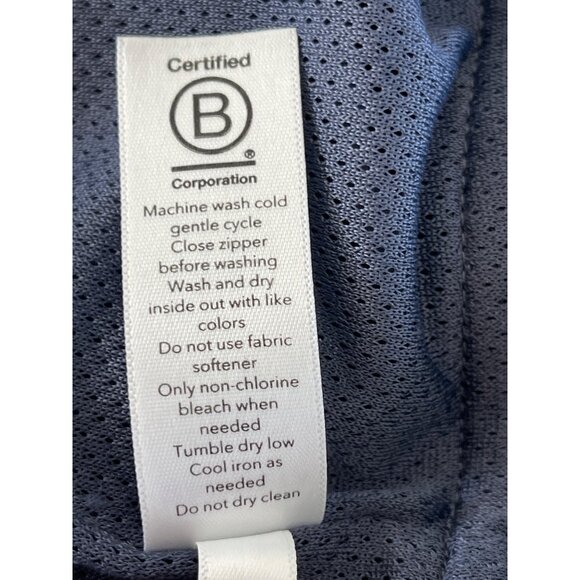 Certified
B
®
Corporation
Machine wash cold
gentle cycle
Close zipper
before washing
Wash and dry
inside out with like
colors
Do not use fabric
softener
Only non-chlorine
bleach when
needed
Tumble dry low
Cool iron as
needed
Do not dry clean